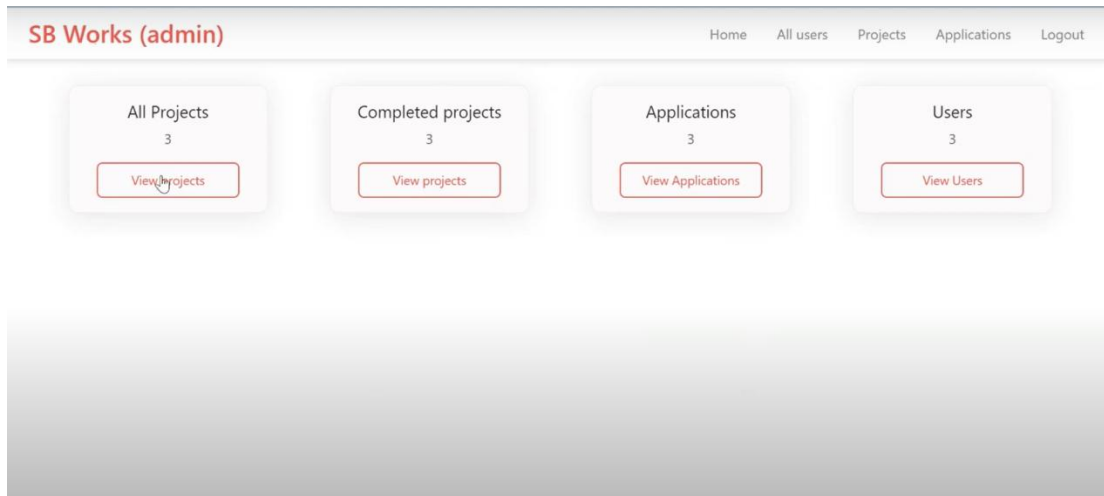 SB Works (admin)
Home All users Projects Applications Logout
All Projects
3
View projects
Completed projects
3
View projects
Applications
3
View Applications
Users
3
View Users